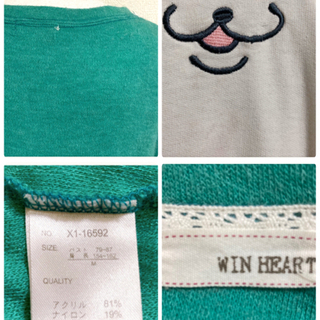 NO. X1-16592
SIZE: バスト 79-87
身長 154-162
M
QUALITY
アクリル 81%
ナイロン 19%
WIN HEART